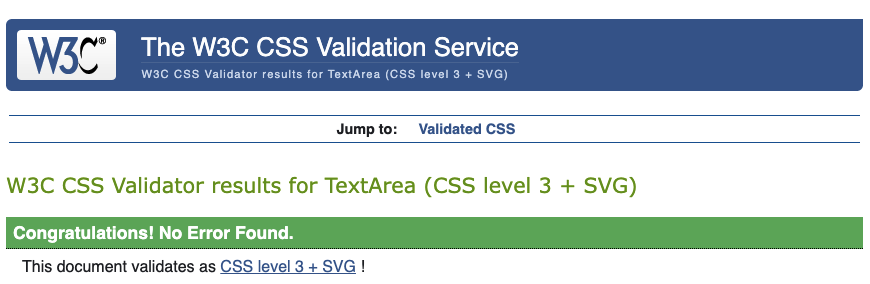 W3C®
The W3C CSS Validation Service
W3C CSS Validator results for TextArea (CSS level 3 + SVG)
Jump to: Validated CSS
W3C CSS Validator results for TextArea (CSS level 3 + SVG)
Congratulations! No Error Found.
This document validates as CSS level 3 + SVG !